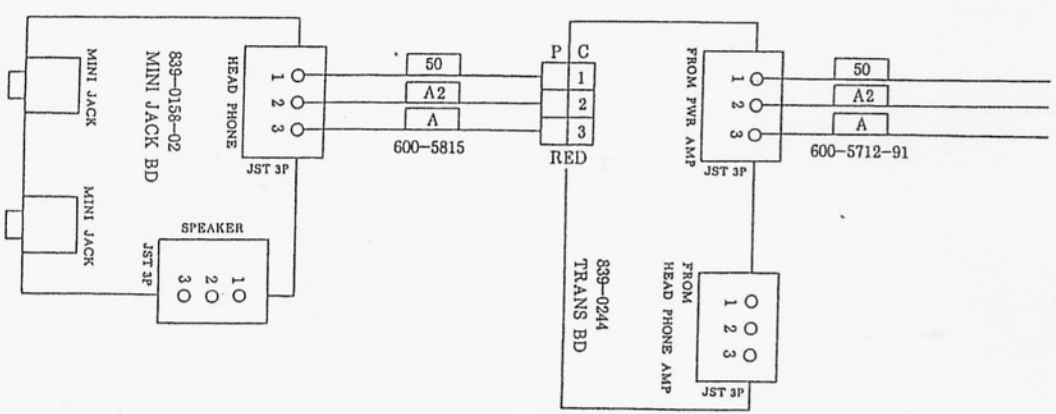 MINI JACK
MINI JACK
839-0158-02
MINI JACK BD
HEAD PHONE
1
2
3
JST 3P
SPEAKER
JST 3P
1
2
3
50
A2
A
600-5815
P C
1
2
3
RED
839-0244
TRANS BD
FROM PWR AMP
1
2
3
JST 3P
50
A2
A
600-5712-91
FROM
HEAD PHONE AMP
1
2
3
JST 3P